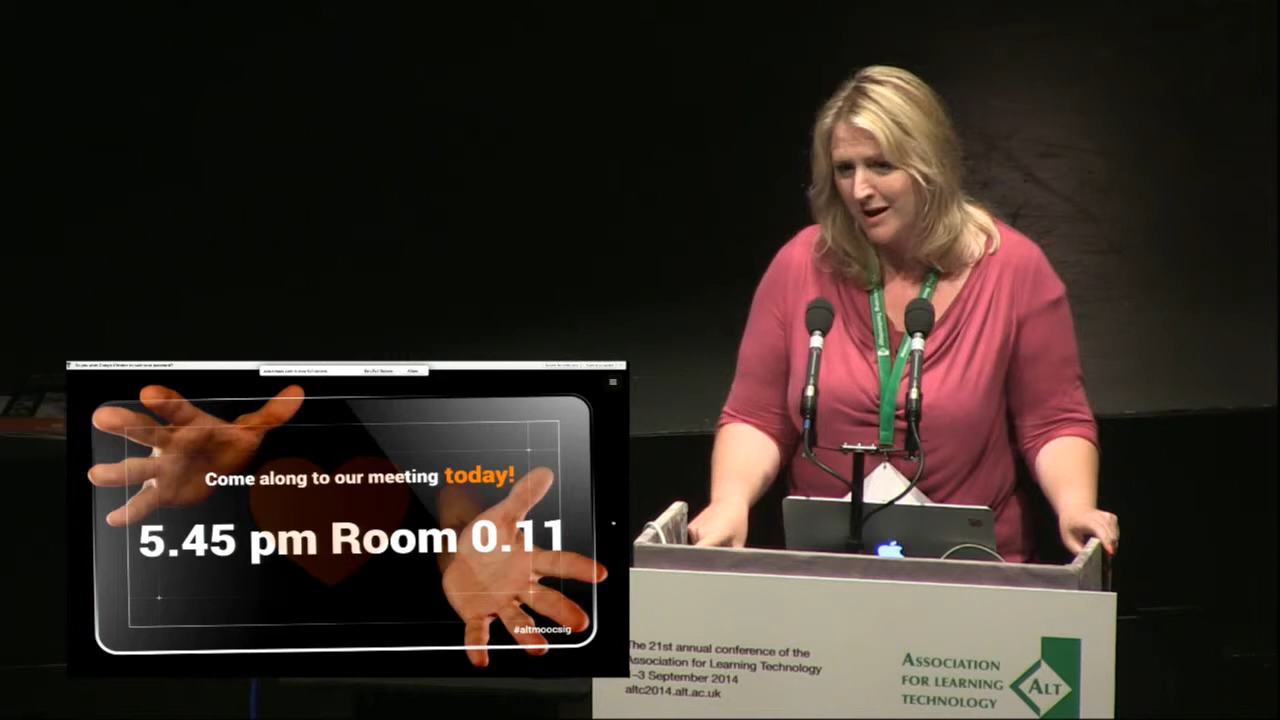 Come along to our meeting today!
5.45 pm Room 0.11
#altmoocsig
The 21st annual conference of the
Association for Learning Technology
–3 September 2014
altc2014.alt.ac.uk
ASSOCIATION
FOR LEARNING
TECHNOLOGY
ALT